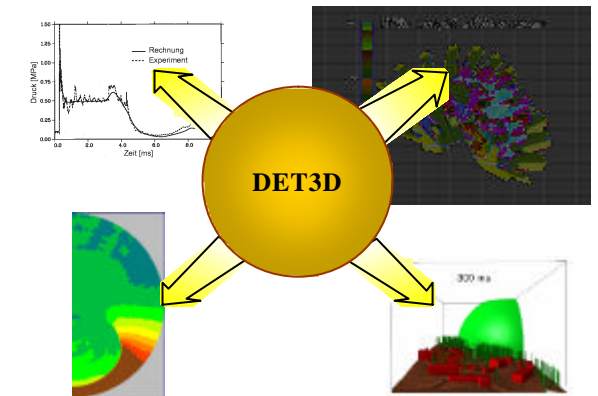 1.50
1.25
1.00
0.75
0.50
0.25
0.00
Druck [MPa]
Rechnung
Experiment
0.0 2.0 4.0 6.0 8.0
Zeit [ms]
DET3D
300 ms